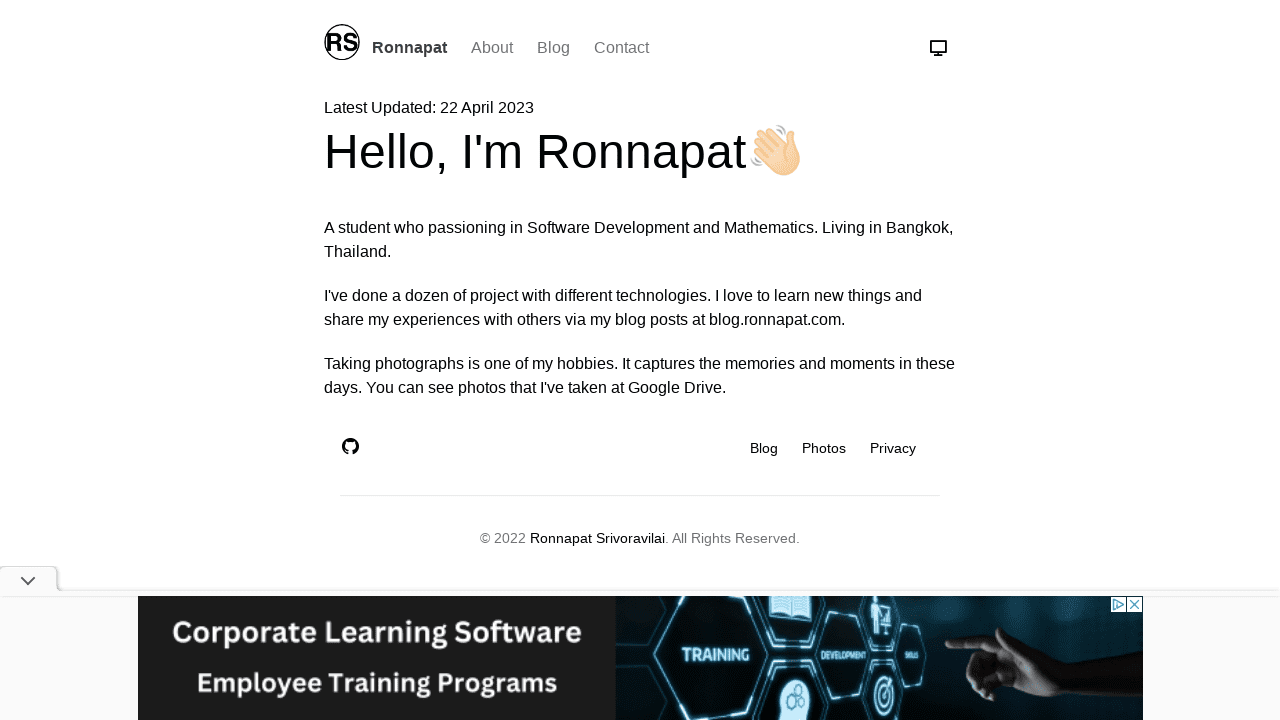 RS Ronnapat About Blog Contact
Latest Updated: 22 April 2023
Hello, I'm Ronnapat👋🏼
A student who passioning in Software Development and Mathematics. Living in Bangkok,
Thailand.
I've done a dozen of project with different technologies. I love to learn new things and
share my experiences with others via my blog posts at blog.ronnapat.com.
Taking photographs is one of my hobbies. It captures the memories and moments in these
days. You can see photos that I've taken at Google Drive.
Blog Photos Privacy
© 2022 Ronnapat Srivoravilai. All Rights Reserved.
Corporate Learning Software
Employee Training Programs
TRAINING
DEVELOPMENT
SKILLS